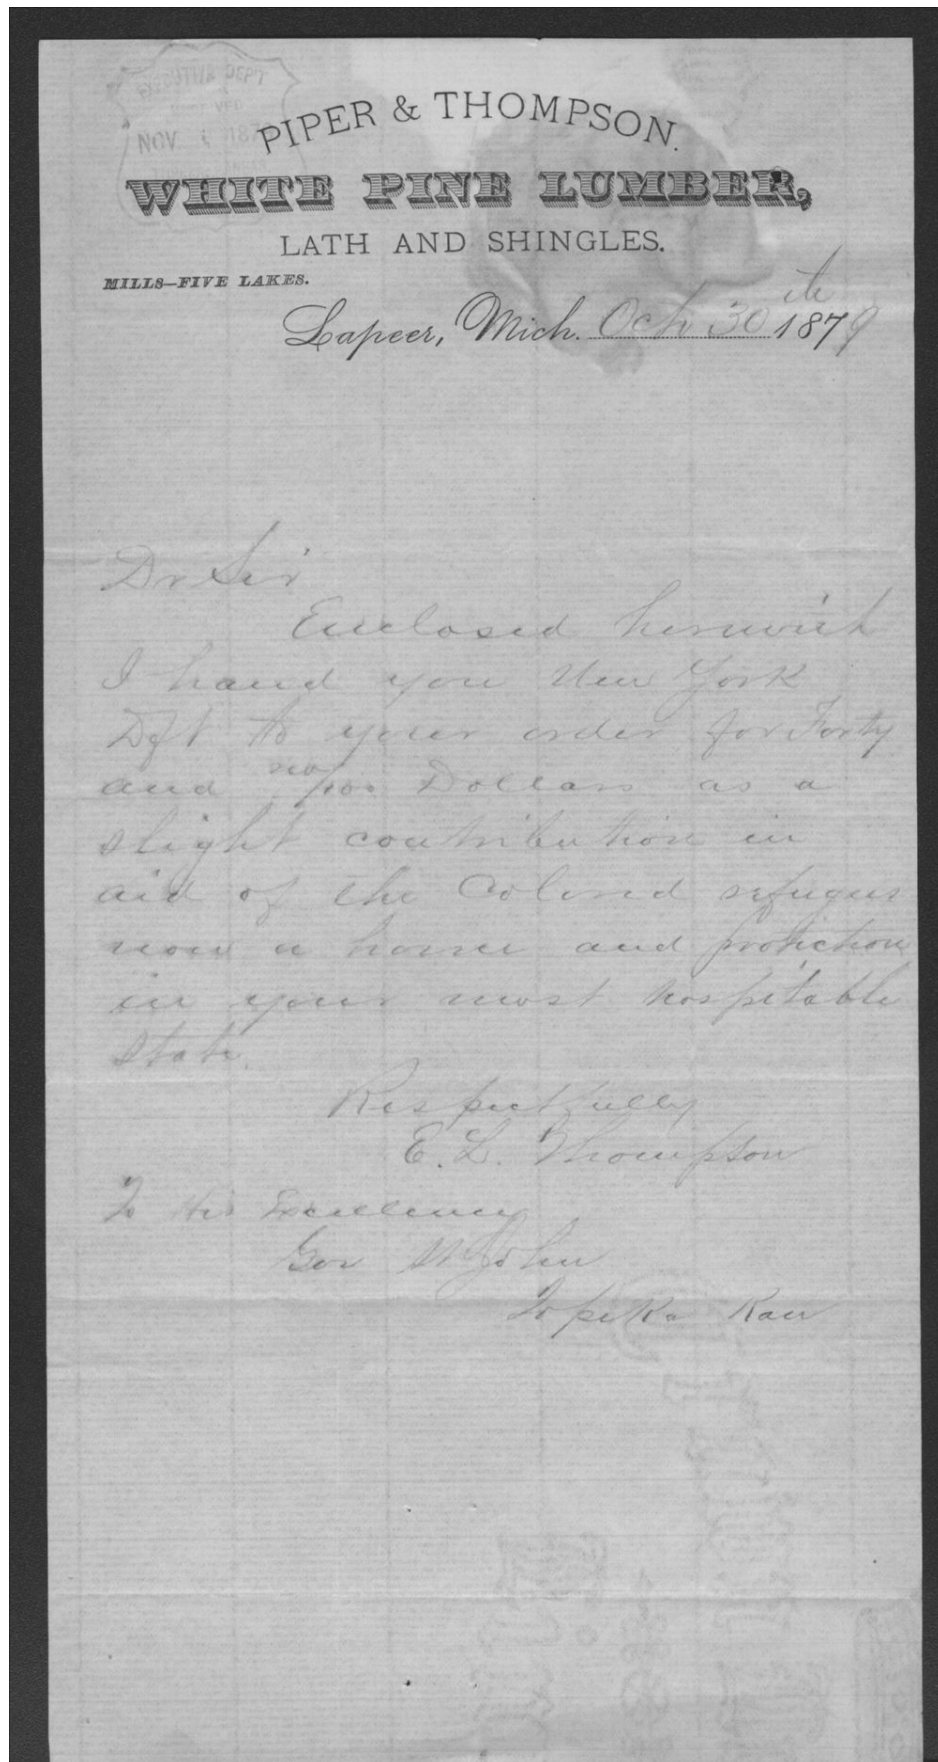 PIPER & THOMPSON.
WHITE PINE LUMBER,
LATH AND SHINGLES.
MILLS—FIVE LAKES.
Lapeer, Mich. Oct 30th 1879
Dr Sir
Enclosed herewith
I hand you New York
Dft to your order for Forty
and no/100 Dollars as a
slight contribution in
aid of the Colored refugees
now a home and protection
in your most hospitable
State.
Respectfully
E. L. Thompson
To His Excellency
Gov St John
Topeka Kan